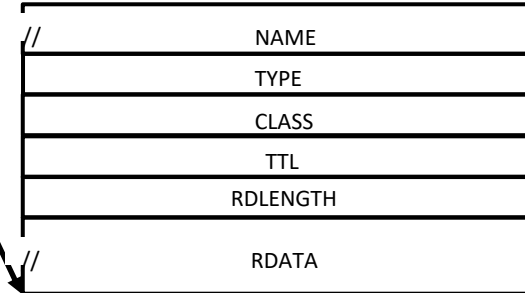 // NAME
TYPE
CLASS
TTL
RDLENGTH
// RDATA